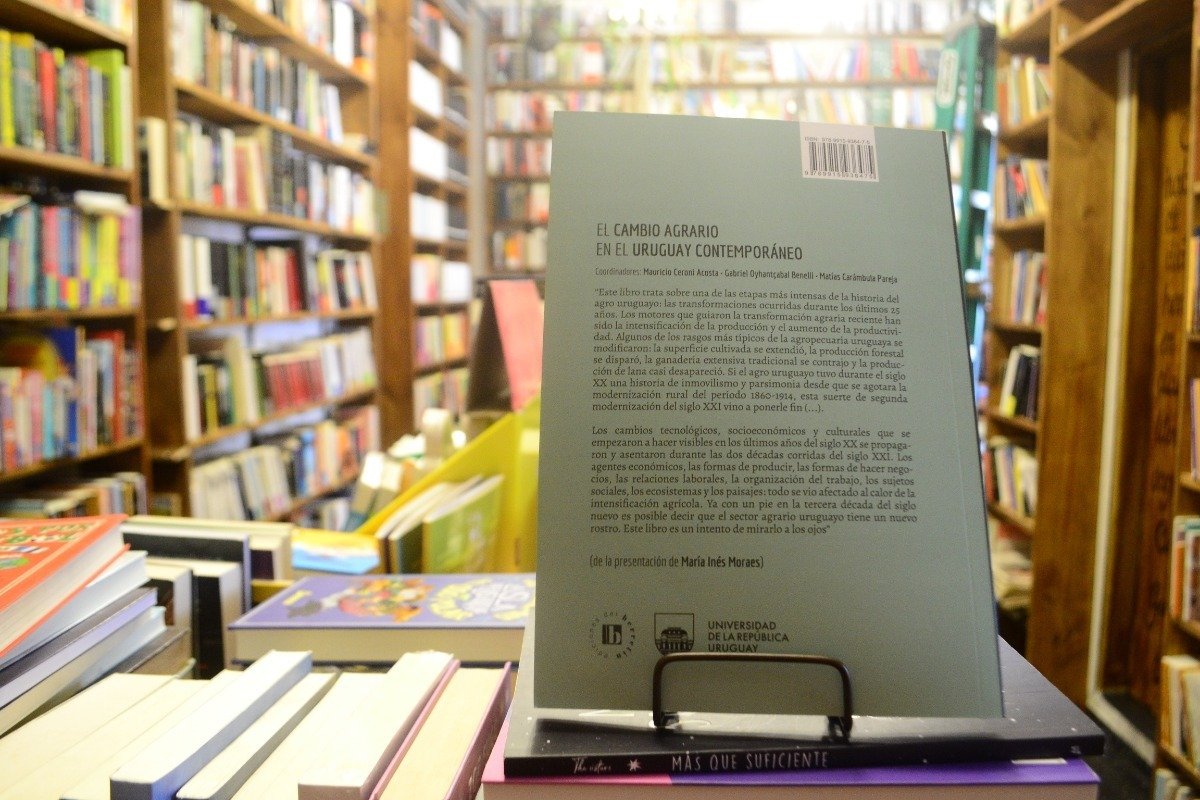 ISBN: 978-9915-9384-7-5
9 789915 938475
EL CAMBIO AGRARIO
EN EL URUGUAY CONTEMPORÁNEO
Coordinadores: Mauricio Ceroni Acosta - Gabriel Oyhantçabal Benelli - Matías Carámbula Pareja
"Este libro trata sobre una de las etapas más intensas de la historia del
agro uruguayo: las transformaciones ocurridas durante los últimos 25
años. Los motores que guiaron la transformación agraria reciente han
sido la intensificación de la producción y el aumento de la productivi-
dad. Algunos de los rasgos más típicos de la agropecuaria uruguaya se
modificaron: la superficie cultivada se extendió, la producción forestal
se disparó, la ganadería extensiva tradicional se contrajo y la produc-
ción de lana casi desapareció. Si el agro uruguayo tuvo durante el siglo
XX una historia de inmovilismo y parsimonia desde que se agotara la
modernización rural del período 1860-1914, esta suerte de segunda
modernización del siglo XXI vino a ponerle fin (...).
Los cambios tecnológicos, socioeconómicos y culturales que se
empezaron a hacer visibles en los últimos años del siglo XX se propaga-
ron y asentaron durante las dos décadas corridas del siglo XXI. Los
agentes económicos, las formas de producir, las formas de hacer nego-
cios, las relaciones laborales, la organización del trabajo, los sujetos
sociales, los ecosistemas y los paisajes: todo se vio afectado al calor de la
intensificación agrícola. Ya con un pie en la tercera década del siglo
nuevo es posible decir que el sector agrario uruguayo tiene un nuevo
rostro. Este libro es un intento de mirarlo a los ojos"
(de la presentación de María Inés Moraes)
UNIVERSIDAD
DE LA REPÚBLICA
URUGUAY
MÁS QUE SUFICIENTE